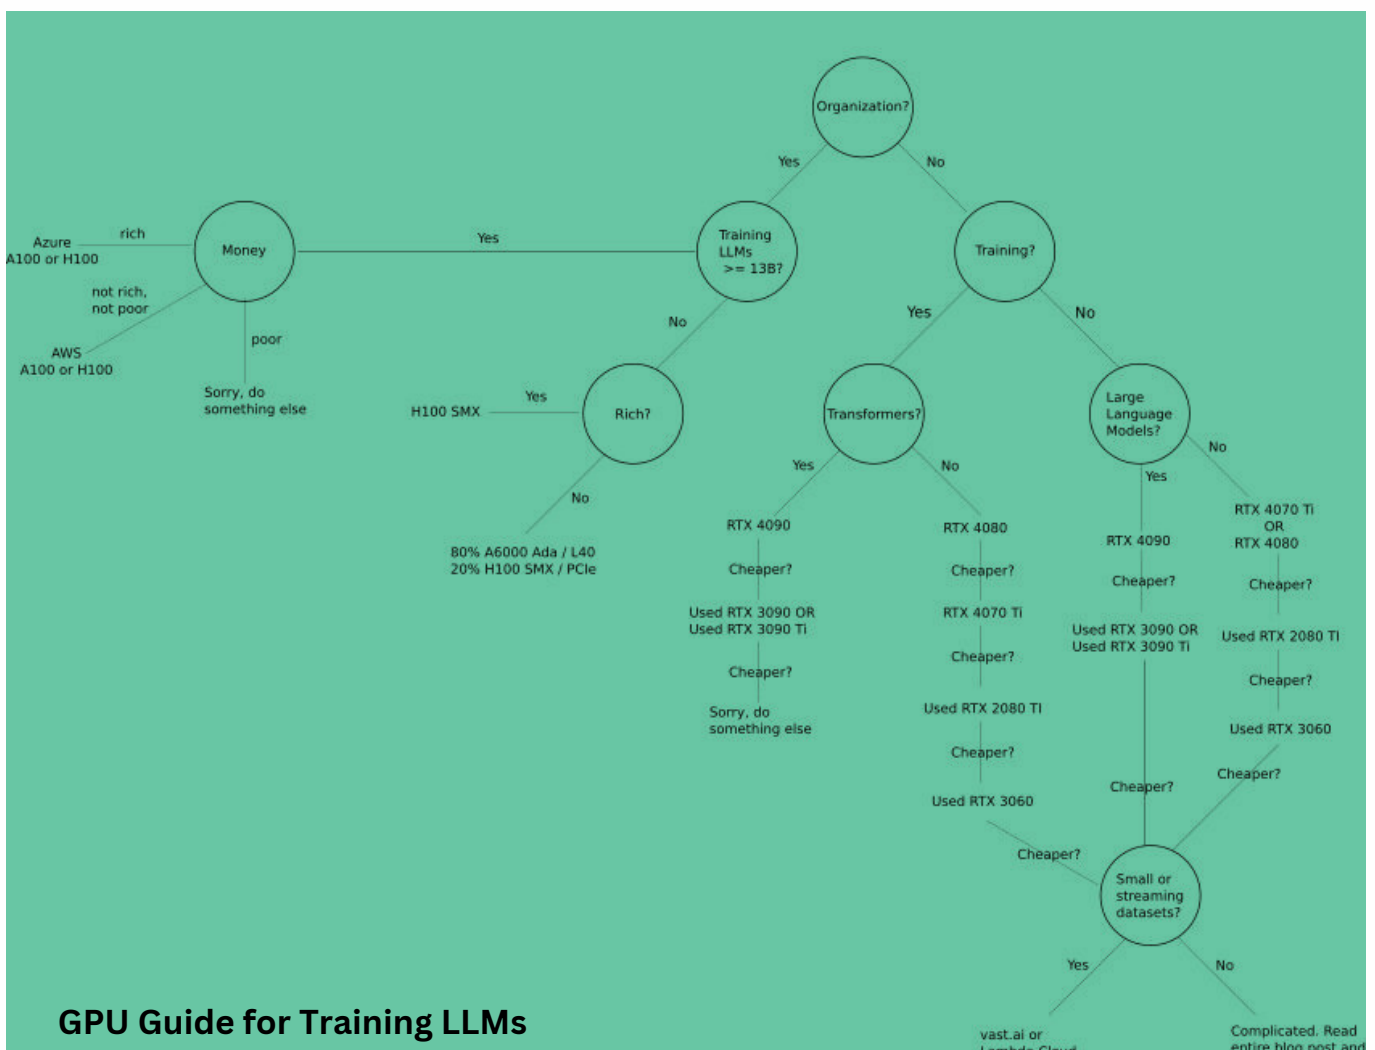 Organization?
Yes
No
Azure
A100 or H100
rich
Money
Yes
Training
LLMs
>= 13B?
Training?
not rich,
not poor
AWS
A100 or H100
poor
Sorry, do
something else
No
Yes
No
H100 SMX
Yes
Rich?
Transformers?
Large
Language
Models?
No
80% A6000 Ada / L40
20% H100 SMX / PCIe
Yes
No
Yes
No
RTX 4090
Cheaper?
Used RTX 3090 OR
Used RTX 3090 Ti
Cheaper?
Sorry, do
something else
RTX 4080
Cheaper?
RTX 4070 Ti
Cheaper?
Used RTX 2080 TI
Cheaper?
Used RTX 3060
Cheaper?
RTX 4090
Cheaper?
Used RTX 3090 OR
Used RTX 3090 Ti
Cheaper?
RTX 4070 Ti
OR
RTX 4080
Cheaper?
Used RTX 2080 TI
Cheaper?
Used RTX 3060
Cheaper?
Small or
streaming
datasets?
Yes
No
vast.ai or
Lambda Cloud
Complicated. Read
entire blog post and
GPU Guide for Training LLMs